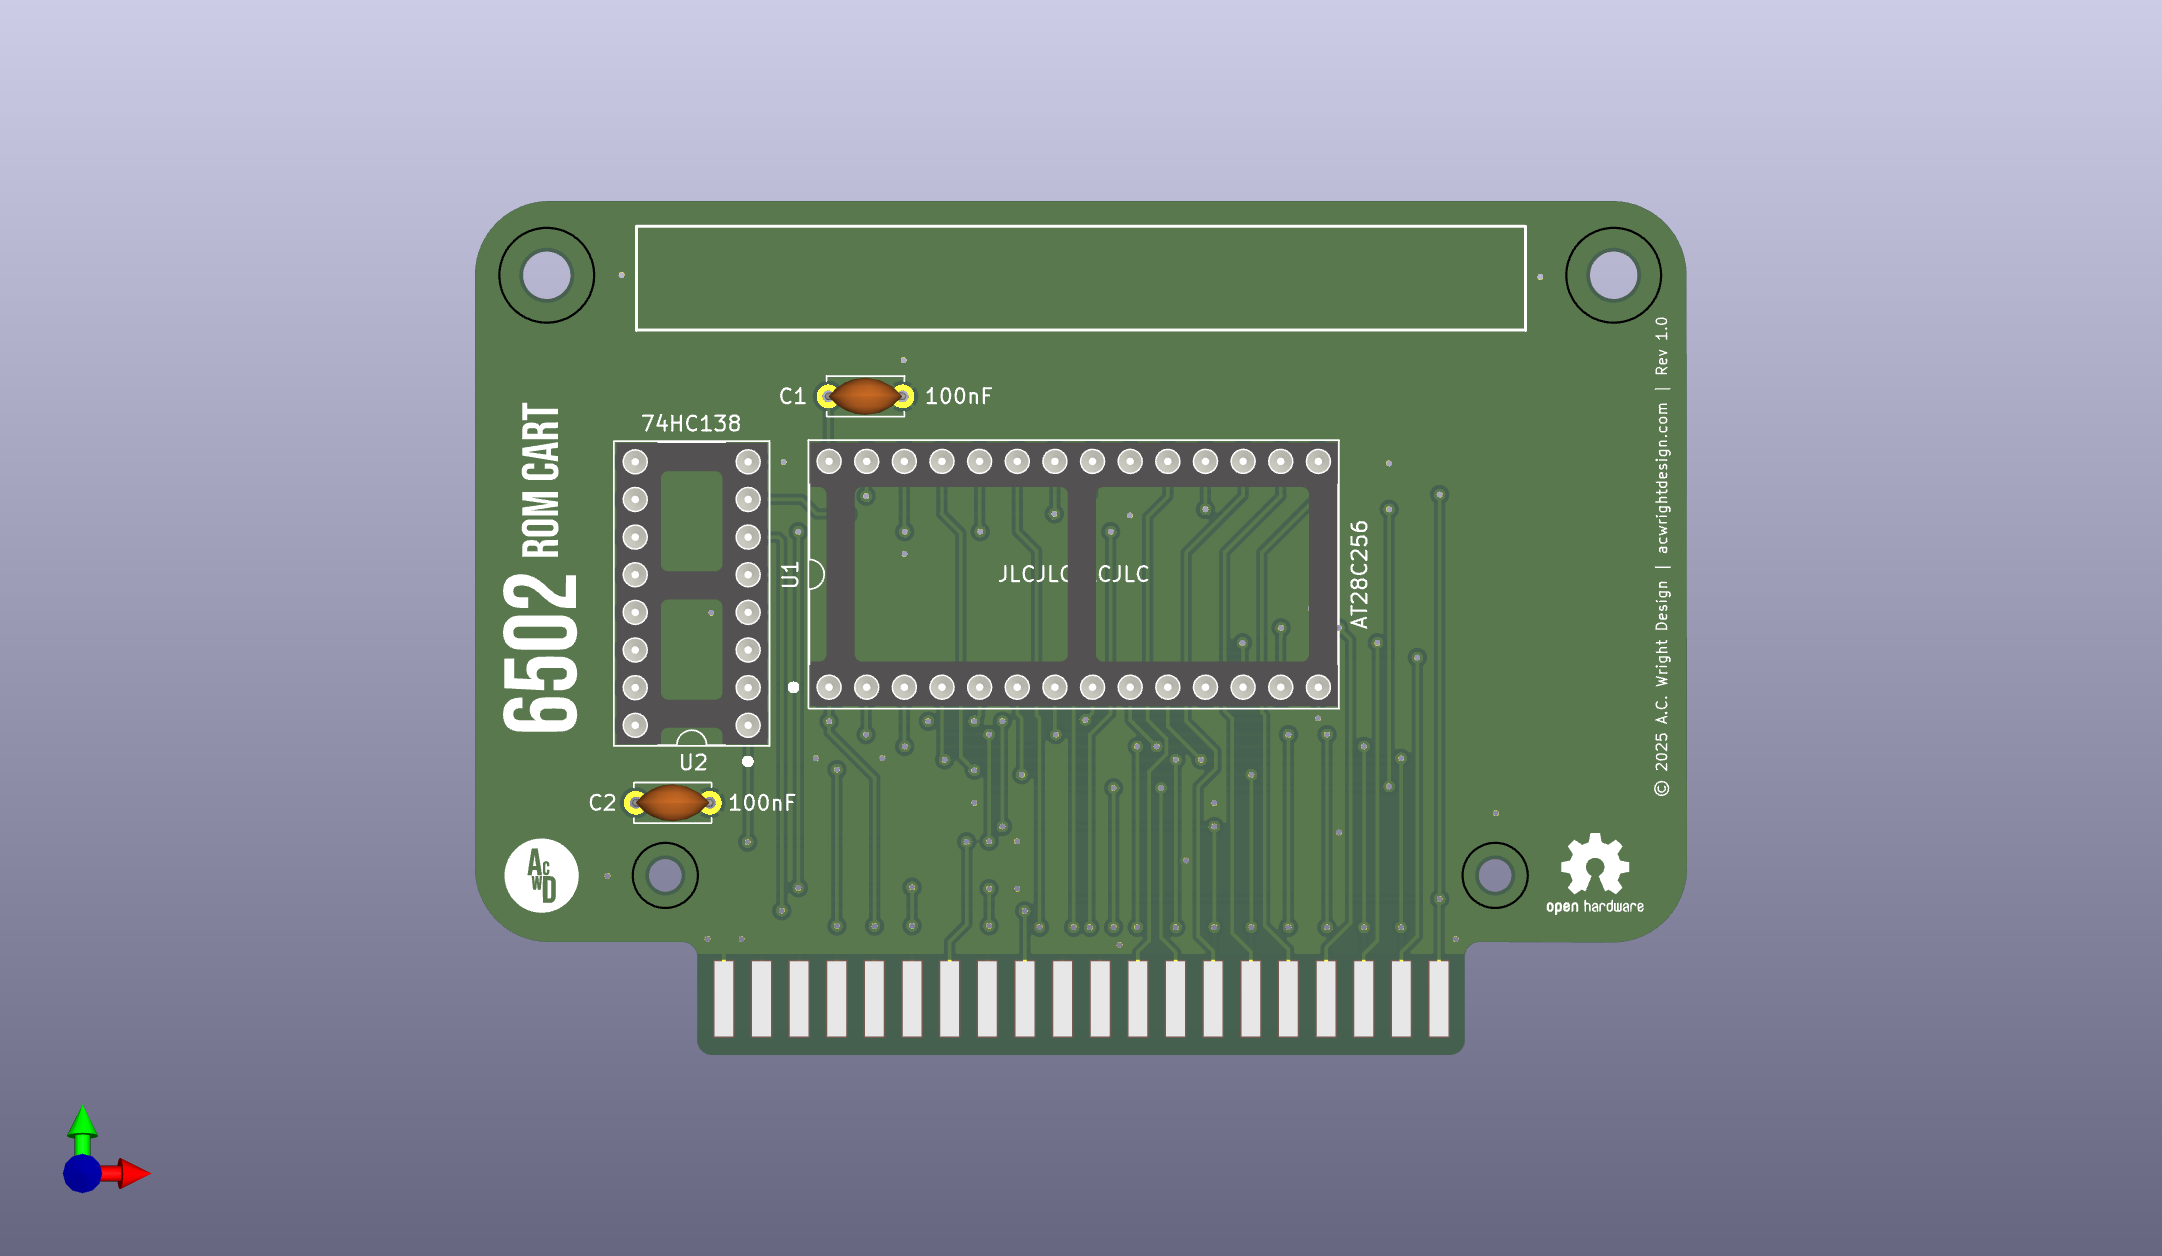 C1
100nF
74HC138
6502 ROM CART
U1
JLCJLC CJLC
AT28C256
U2
C2
100nF
© 2025 A.C. Wright Design | acwrightdesign.com | Rev 1.0
ACWD
open hardware